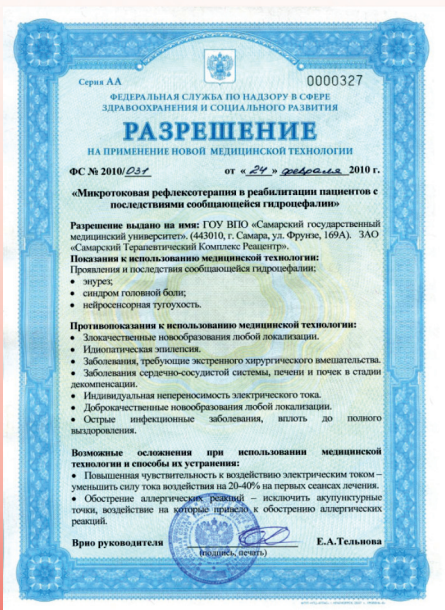 Серия АА
0000327
ФЕДЕРАЛЬНАЯ СЛУЖБА ПО НАДЗОРУ В СФЕРЕ
ЗДРАВООХРАНЕНИЯ И СОЦИАЛЬНОГО РАЗВИТИЯ
РАЗРЕШЕНИЕ
НА ПРИМЕНЕНИЕ НОВОЙ МЕДИЦИНСКОЙ ТЕХНОЛОГИИ
ФС № 2010/031 от « 24 » февраля 2010 г.
«Микротоковая рефлексотерапия в реабилитации пациентов с
последствиями сообщающейся гидроцефалии»
Разрешение выдано на имя: ГОУ ВПО «Самарский государственный
медицинский университет». (443010, г. Самара, ул. Фрунзе, 169А). ЗАО
«Самарский Терапевтический Комплекс Реацентр».
Показания к использованию медицинской технологии:
Проявления и последствия сообщающейся гидроцефалии:
• энурез;
• синдром головной боли;
• нейросенсорная тугоухость.
Противопоказания к использованию медицинской технологии:
• Злокачественные новообразования любой локализации.
• Идиопатическая эпилепсия.
• Заболевания, требующие экстренного хирургического вмешательства.
• Заболевания сердечно-сосудистой системы, печени и почек в стадии
декомпенсации.
• Индивидуальная непереносимость электрического тока.
• Доброкачественные новообразования любой локализации.
• Острые инфекционные заболевания, вплоть до полного
выздоровления.
Возможные осложнения при использовании медицинской
технологии и способы их устранения:
• Повышенная чувствительность к воздействию электрическим током –
уменьшить силу тока воздействия на 20-40% на первых сеансах лечения.
• Обострение аллергических реакций – исключить акупунктурные
точки, воздействие на которые привело к обострению аллергических
реакций.
Врио руководителя Е.А.Тельнова
(подпись, печать)